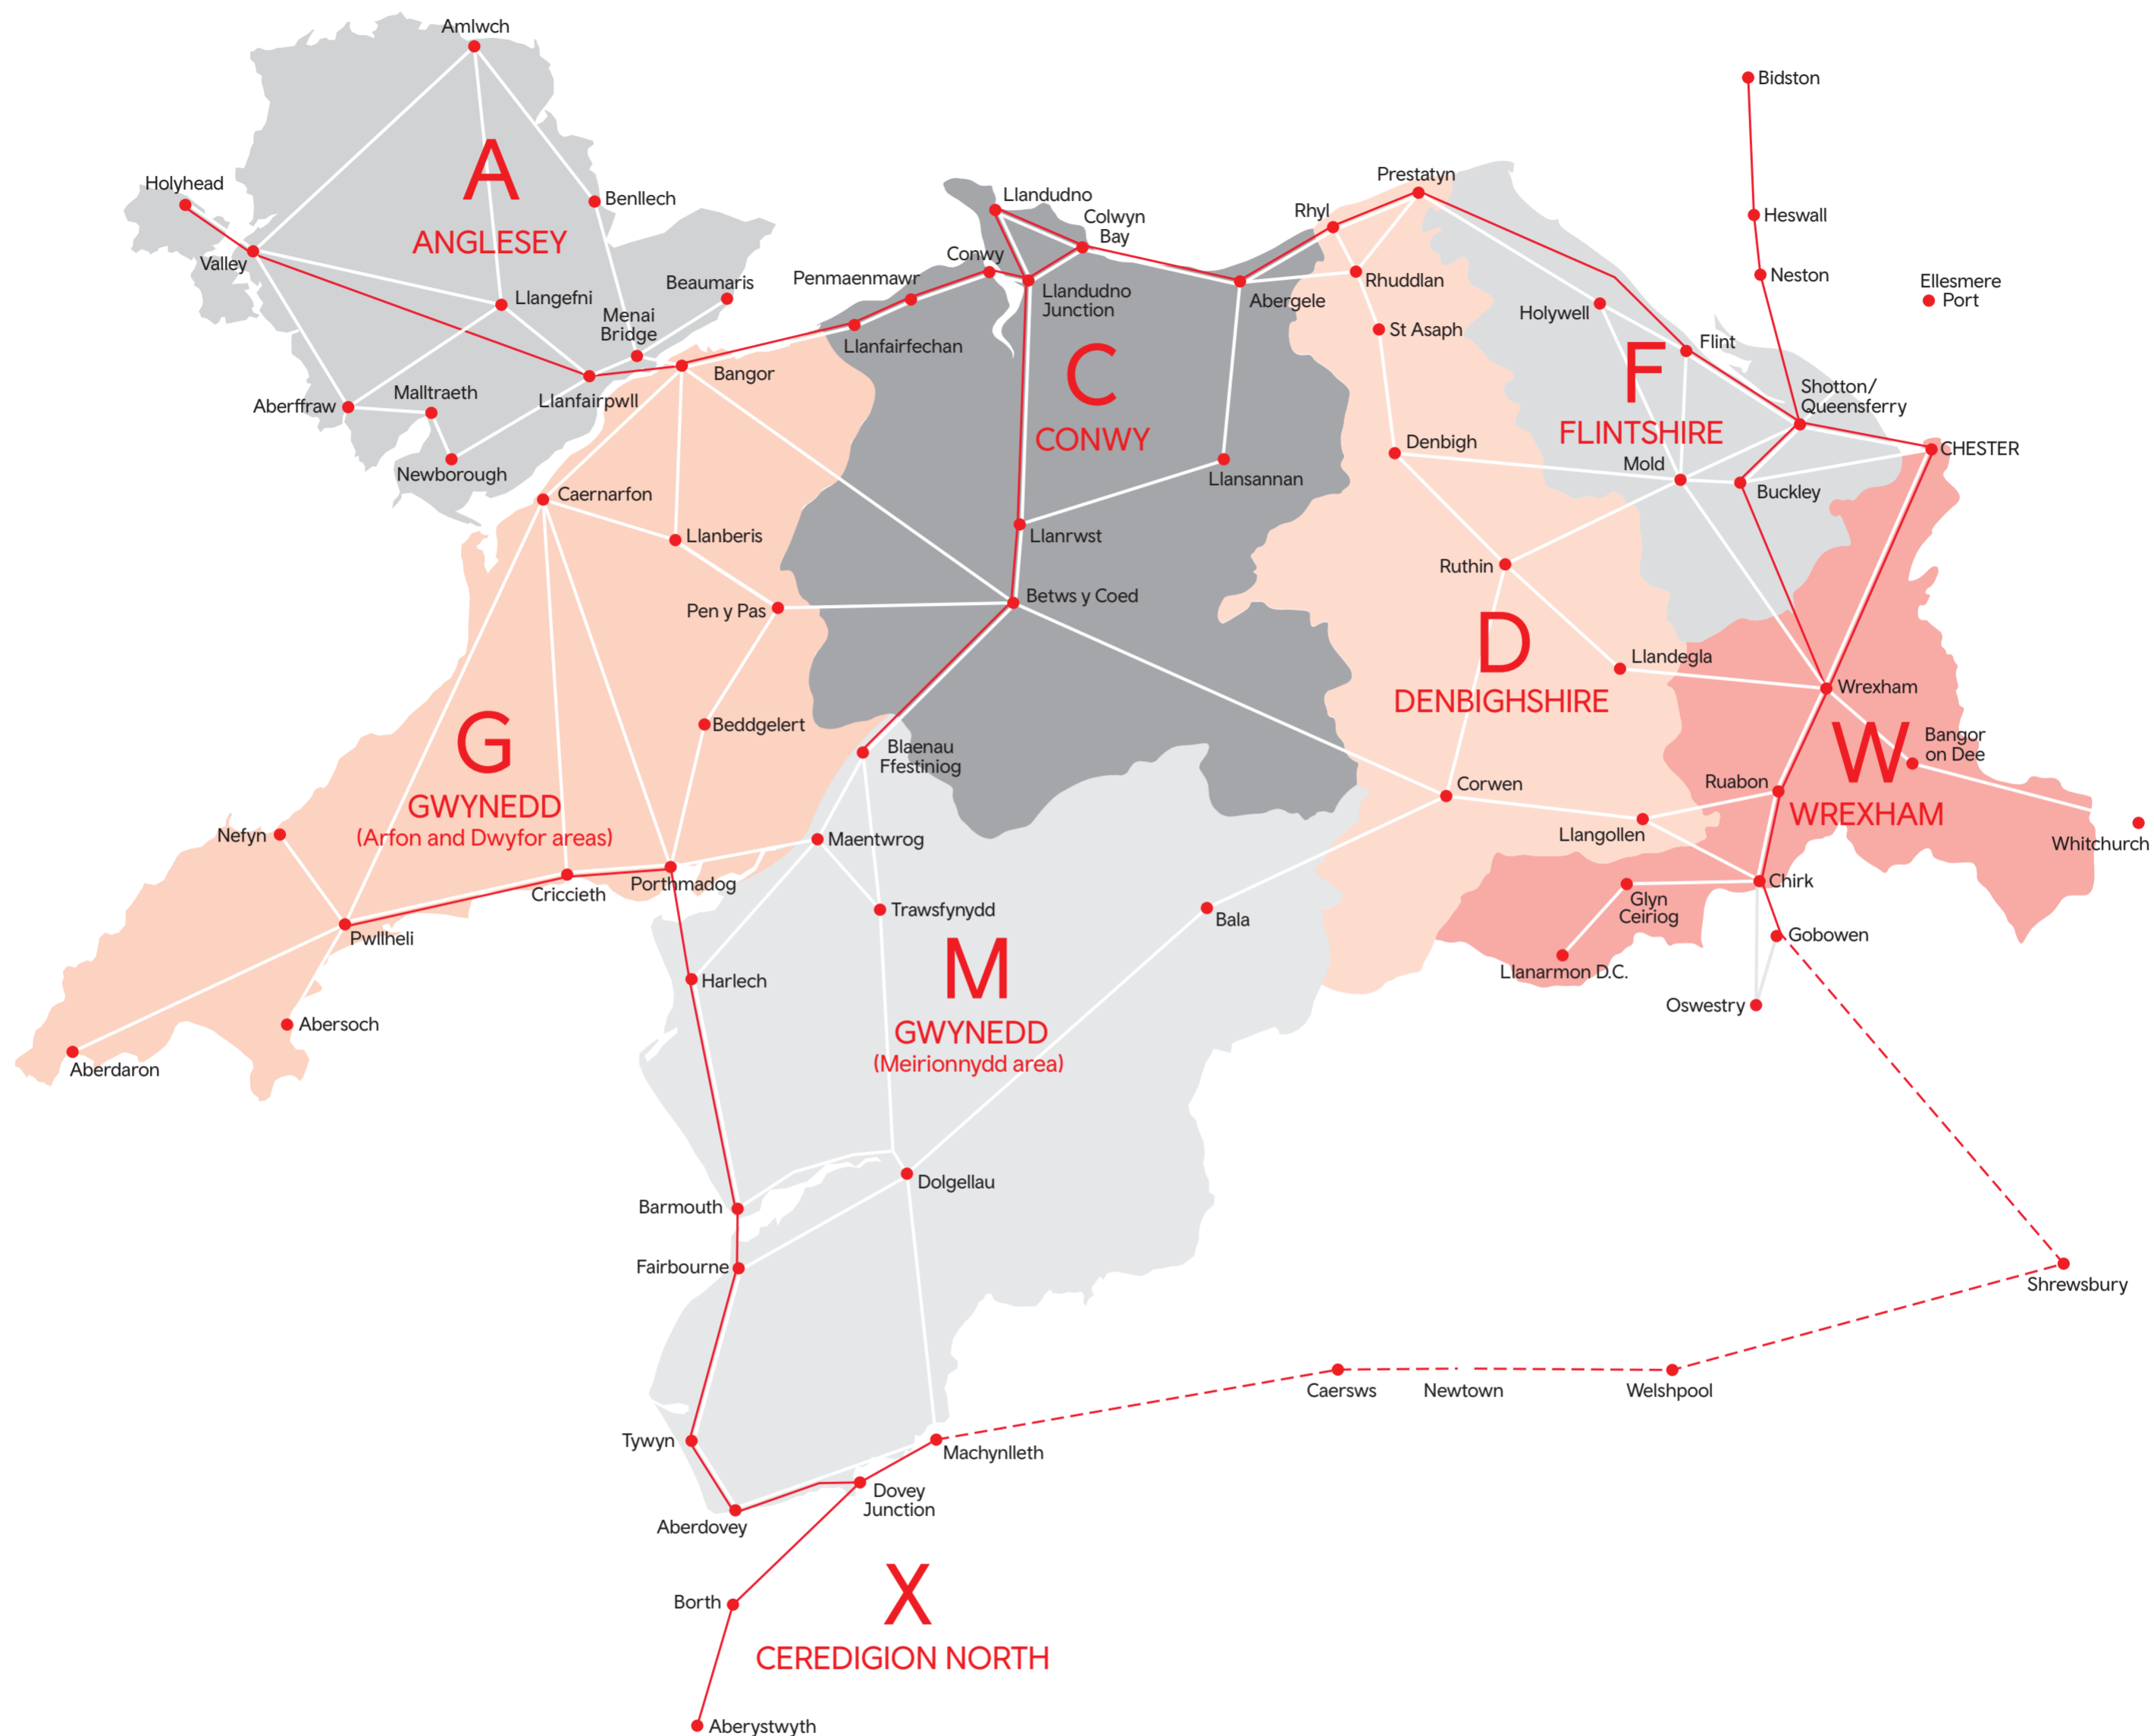 Amlwch
Bidston
Holyhead
A
ANGLESEY
Benllech
Valley
Beaumaris
Llangefni
Menai
Bridge
Aberffraw
Malltraeth
Llanfairpwll
Newborough
Bangor
Llandudno
Colwyn
Bay
Conwy
Penmaenmawr
Llanfairfechan
Llandudno
Junction
C
CONWY
Abergele
Llansannan
Llanrwst
Betws y Coed
Rhyl
Prestatyn
Rhuddlan
St Asaph
Denbigh
Ruthin
Llandegla
D
DENBIGHSHIRE
Corwen
Llangollen
Holywell
Flint
F
FLINTSHIRE
Mold
Buckley
Shotton/
Queensferry
Heswall
Neston
Ellesmere
Port
CHESTER
Wrexham
W
WREXHAM
Bangor
on Dee
Ruabon
Whitchurch
Chirk
Glyn
Ceiriog
Llanarmon D.C.
Gobowen
Oswestry
Caernarfon
Llanberis
Pen y Pas
Beddgelert
G
GWYNEDD
(Arfon and Dwyfor areas)
Nefyn
Criccieth
Porthmadog
Pwllheli
Abersoch
Aberdaron
Blaenau
Ffestiniog
Maentwrog
Trawsfynydd
Bala
Harlech
M
GWYNEDD
(Meirionnydd area)
Dolgellau
Barmouth
Fairbourne
Shrewsbury
Caersws
Newtown
Welshpool
Tywyn
Machynlleth
Dovey
Junction
Aberdovey
X
CEREDIGION NORTH
Borth
Aberystwyth